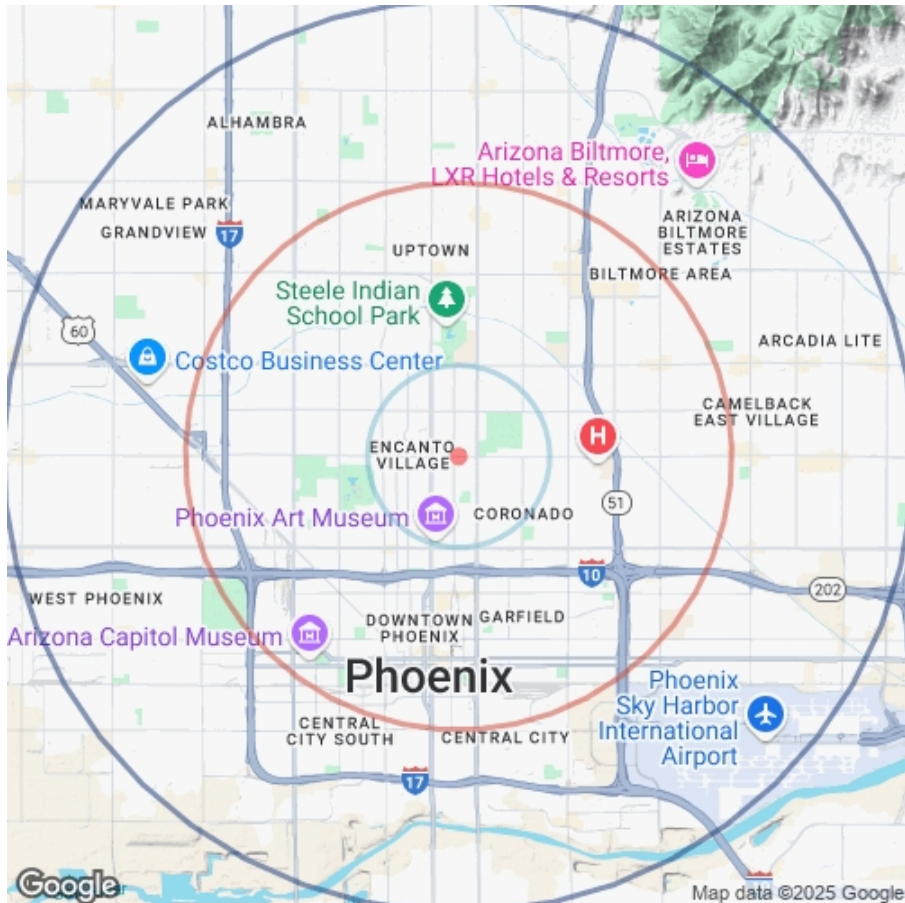 ALHAMBRA
Arizona Biltmore,
LXR Hotels & Resorts
MARYVALE PARK
GRANDVIEW
17
ARIZONA
BILTMORE
ESTATES
UPTOWN
BILTMORE AREA
Steele Indian
School Park
60
Costco Business Center
ARCADIA LITE
CAMELBACK
EAST VILLAGE
H
ENCANTO
VILLAGE
51
Phoenix Art Museum
CORONADO
10
202
WEST PHOENIX
DOWNTOWN
PHOENIX
GARFIELD
Arizona Capitol Museum
Phoenix
Phoenix
Sky Harbor
International
Airport
CENTRAL
CITY SOUTH
CENTRAL CITY
17
Google
Map data ©2025 Google